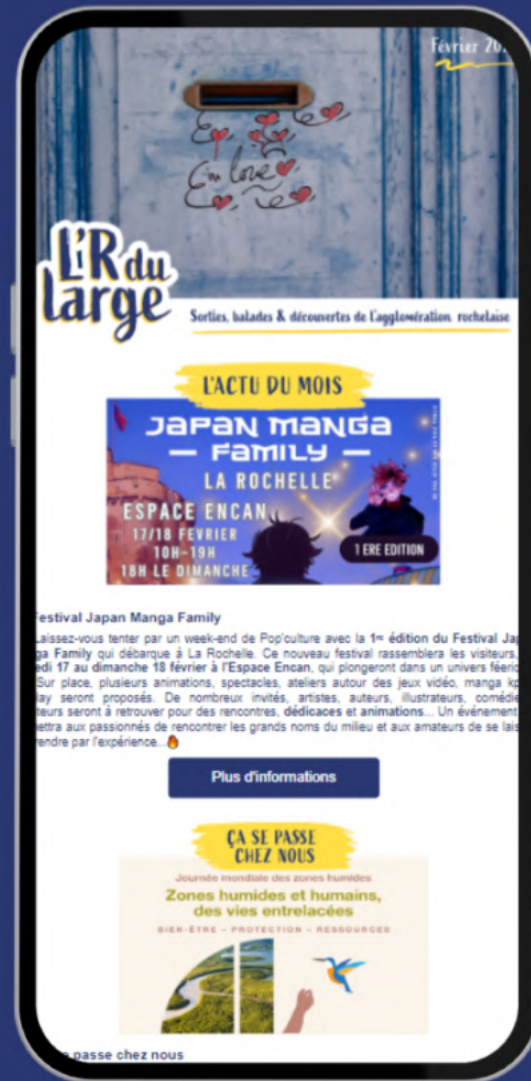 Février 20
En love
L'R du
large
Sorties, balades & découvertes de l'agglomération rochelaise
L'ACTU DU MOIS
JAPAN MANGA
— FAMILY —
LA ROCHELLE
ESPACE ENCAN
17/18 FEVRIER
10H-19H
18H LE DIMANCHE
1 ERE EDITION
Festival Japan Manga Family
Laissez-vous tenter par un week-end de Pop'culture avec la 1re édition du Festival Jap
ga Family qui débarque à La Rochelle. Ce nouveau festival rassemblera les visiteurs,
edi 17 au dimanche 18 février à l'Espace Encan, qui plongeront dans un univers féeric
Sur place, plusieurs animations, spectacles, ateliers autour des jeux vidéo, manga kp
lay seront proposés. De nombreux invités, artistes, auteurs, illustrateurs, comédie
teurs seront à retrouver pour des rencontres, dédicaces et animations... Un événement
ettra aux passionnés de rencontrer les grands noms du milieu et aux amateurs de se lais
rendre par l'expérience...🔥
Plus d'informations
ÇA SE PASSE
CHEZ NOUS
Journée mondiale des zones humides
Zones humides et humains,
des vies entrelacées
BIEN-ÊTRE – PROTECTION – RESSOURCES
passe chez nous